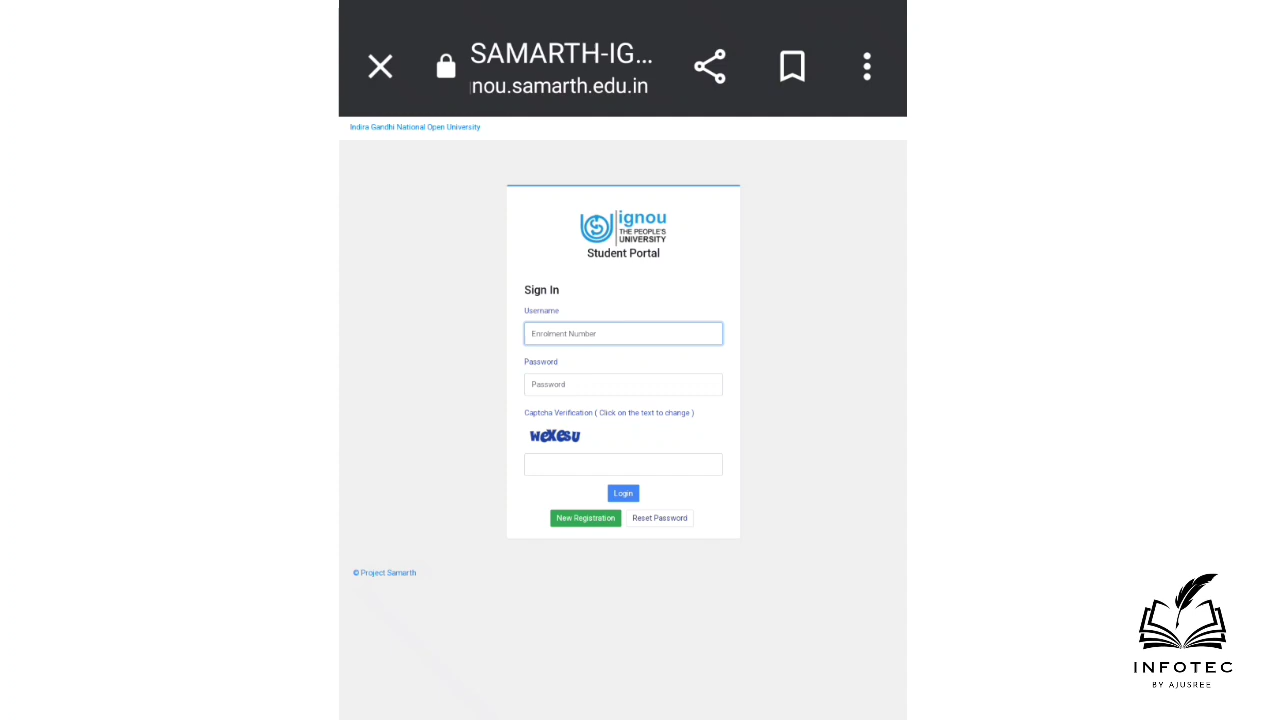 SAMARTH-IG...
nou.samarth.edu.in
Indira Gandhi National Open University
ignou
THE PEOPLE'S
UNIVERSITY
Student Portal
Sign In
Username
Enrolment Number
Password
Password
Captcha Verification ( Click on the text to change )
wexesu
Login
New Registration
Reset Password
© Project Samarth
INFOTEC
BY AJUSREE